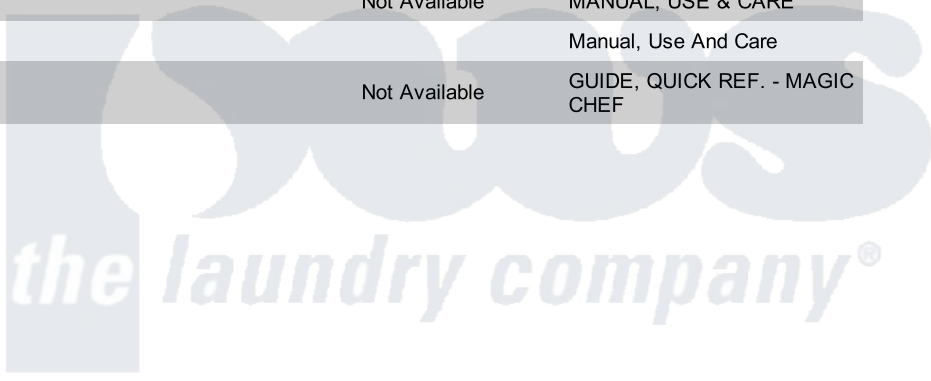 Not Available MANUAL, USE & CARE
Manual, Use And Care
Not Available GUIDE, QUICK REF. - MAGIC
CHEF
pws
the laundry company®